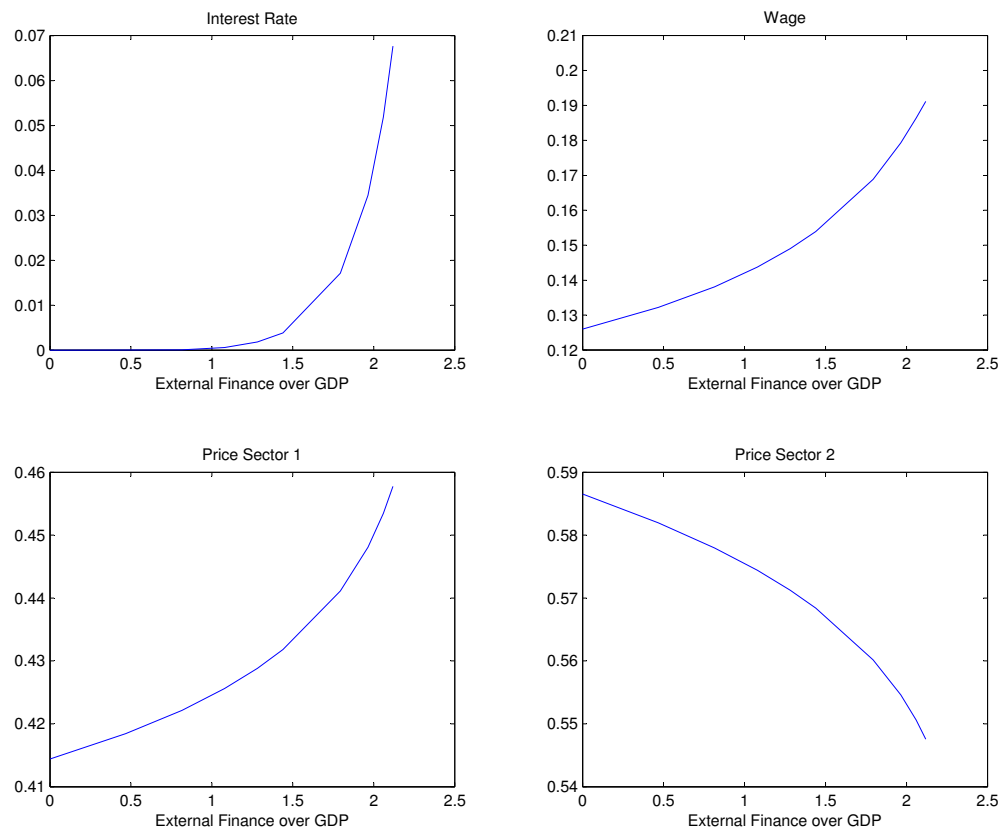 Interest Rate
0.07
0.06
0.05
0.04
0.03
0.02
0.01
0
0 0.5 1 1.5 2 2.5
External Finance over GDP
Wage
0.21
0.2
0.19
0.18
0.17
0.16
0.15
0.14
0.13
0.12
0 0.5 1 1.5 2 2.5
External Finance over GDP
Price Sector 1
0.46
0.45
0.44
0.43
0.42
0.41
0 0.5 1 1.5 2 2.5
External Finance over GDP
Price Sector 2
0.59
0.58
0.57
0.56
0.55
0.54
0 0.5 1 1.5 2 2.5
External Finance over GDP